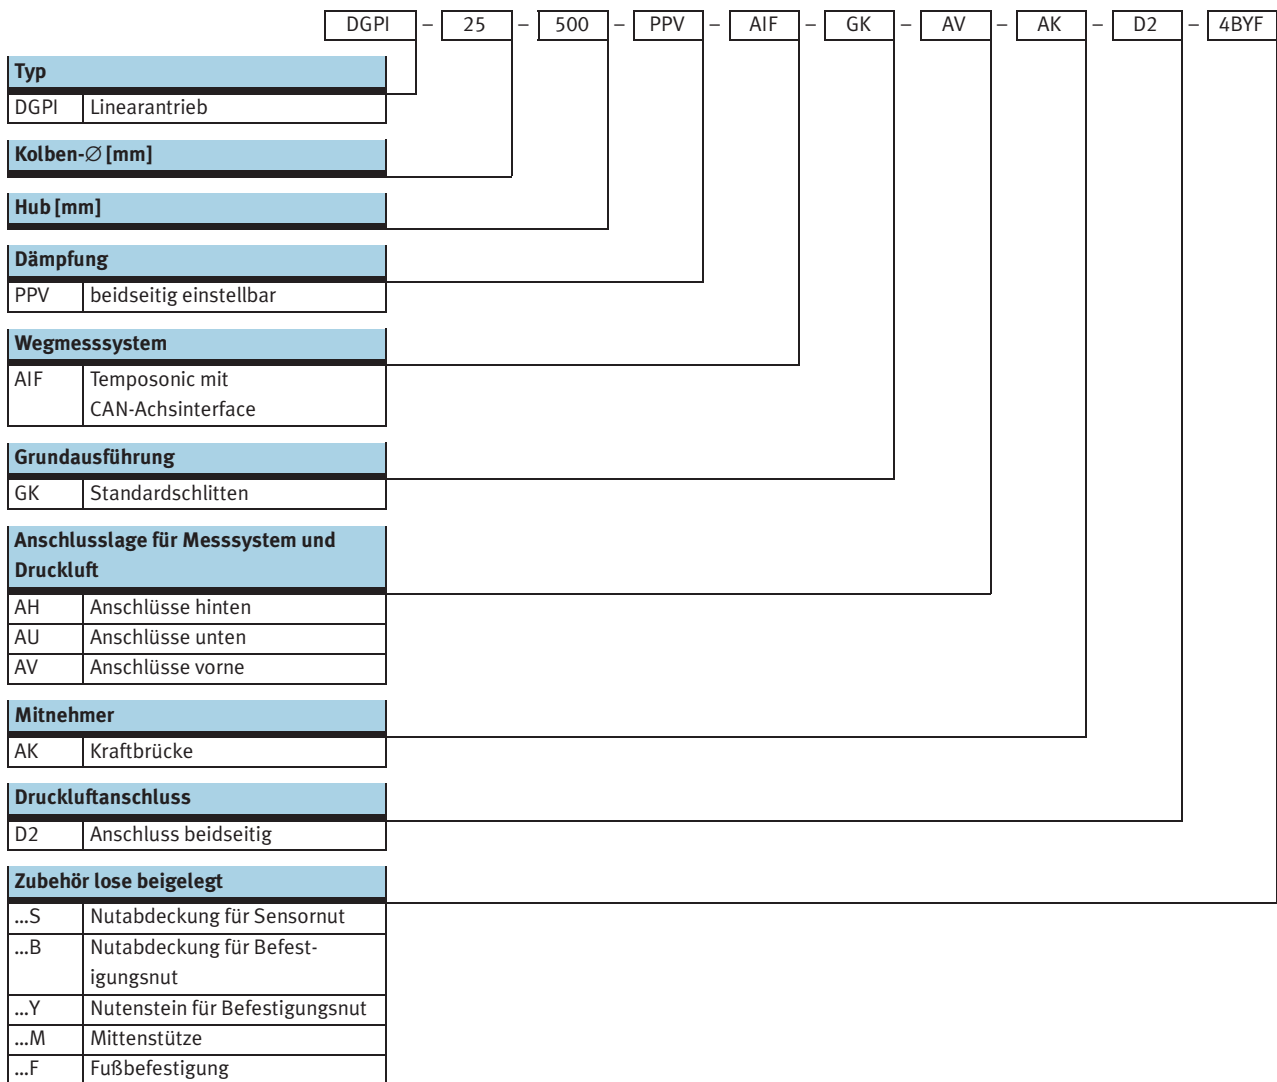 DGPI – 25 – 500 – PPV – AIF – GK – AV – AK – D2 – 4BYF
Typ
DGPI Linearantrieb
Kolben-∅ [mm]
Hub [mm]
Dämpfung
PPV beidseitig einstellbar
Wegmesssystem
AIF Temposonic mit
CAN-Achsinterface
Grundausführung
GK Standardschlitten
Anschlusslage für Messsystem und
Druckluft
AH Anschlüsse hinten
AU Anschlüsse unten
AV Anschlüsse vorne
Mitnehmer
AK Kraftbrücke
Druckluftanschluss
D2 Anschluss beidseitig
Zubehör lose beigelegt
...S Nutabdeckung für Sensornut
...B Nutabdeckung für Befest-
igungsnut
...Y Nutenstein für Befestigungsnut
...M Mittenstütze
...F Fußbefestigung